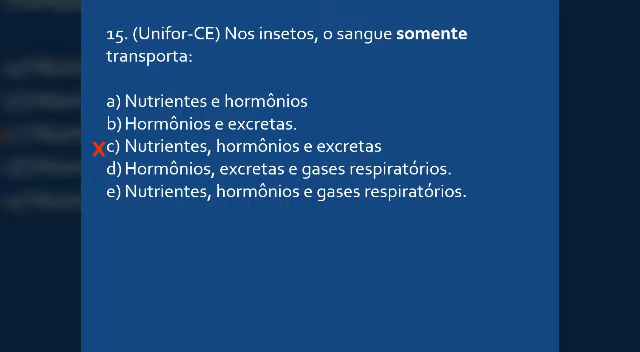 15. (Unifor-CE) Nos insetos, o sangue somente
transporta:
a) Nutrientes e hormônios
b) Hormônios e excretas.
X c) Nutrientes, hormônios e excretas
d) Hormônios, excretas e gases respiratórios.
e) Nutrientes, hormônios e gases respiratórios.